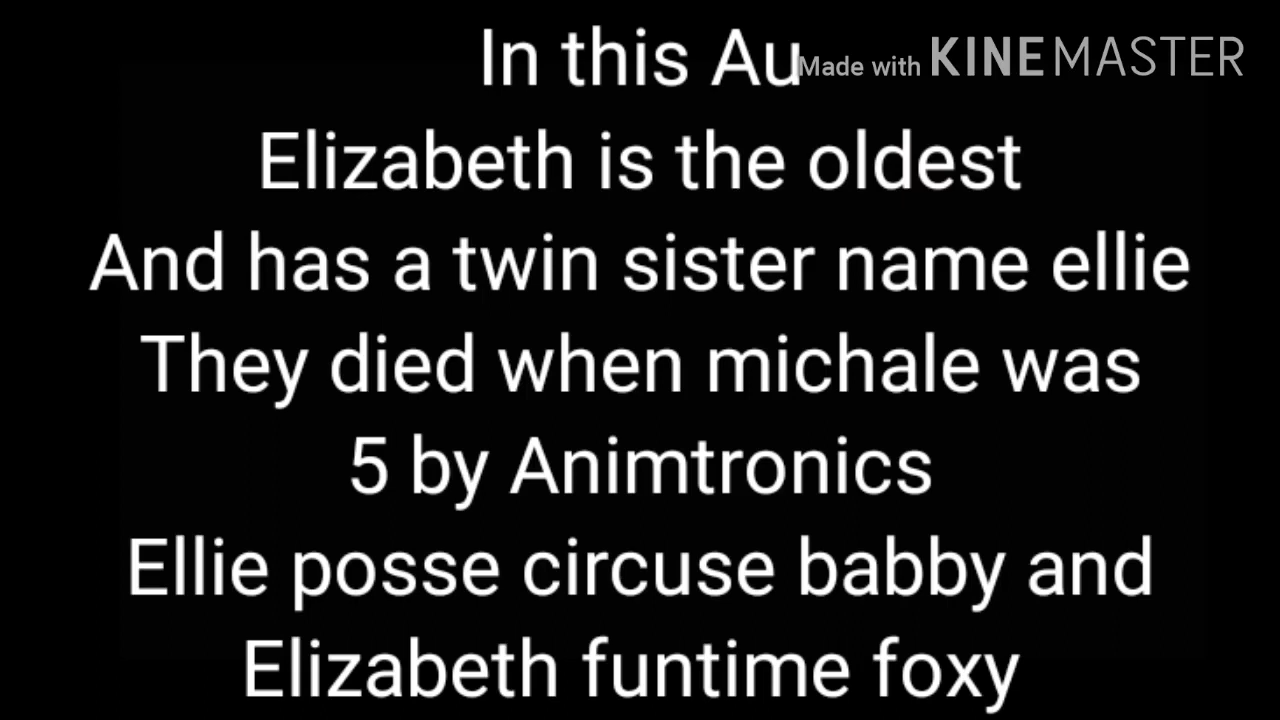 In this Au
Made with KINEMASTER
Elizabeth is the oldest
And has a twin sister name ellie
They died when michale was
5 by Animtronics
Ellie posse circuse babby and
Elizabeth funtime foxy